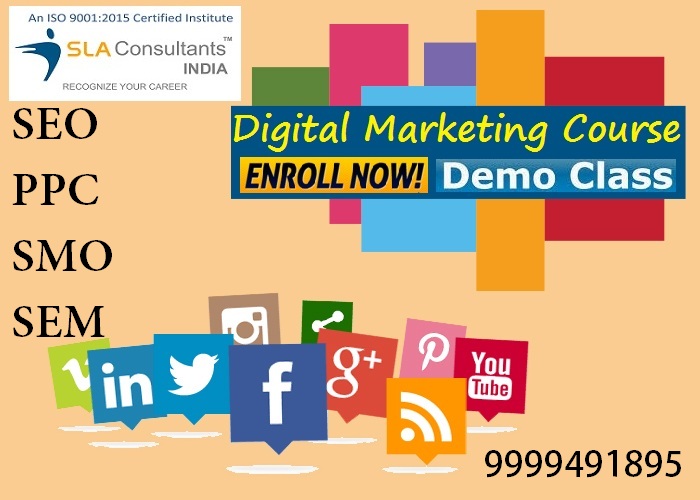 An ISO 9001:2015 Certified Institute
SLA Consultants™
INDIA
RECOGNIZE YOUR CAREER
SEO
PPC
SMO
SEM
Digital Marketing Course
ENROLL NOW! Demo Class
in
f
g+
You
Tube
9999491895